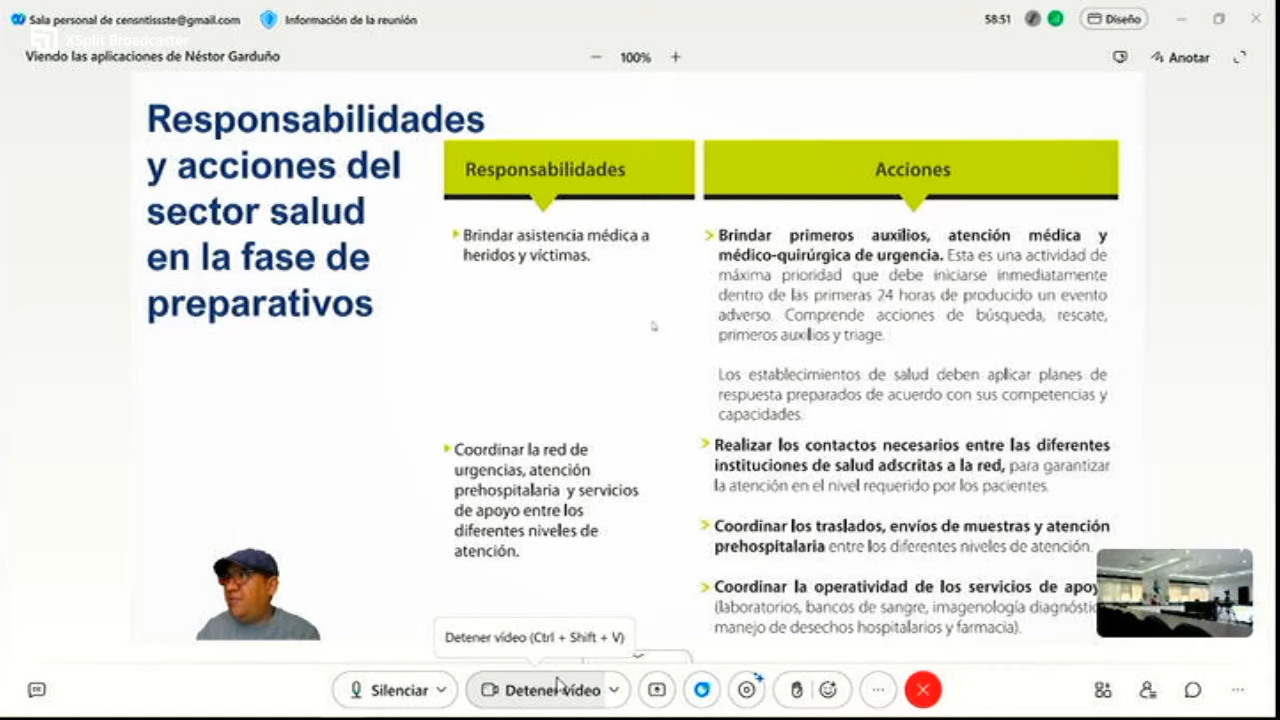 Sala personal de censntissste@gmail.com
Información de la reunión
58:51
Diseño
XSplit Broadcaster
Viendo las aplicaciones de Néstor Garduño
100%
Anotar
Responsabilidades
y acciones del
sector salud
en la fase de
preparativos
Responsabilidades
Acciones
Brindar asistencia médica a
heridos y víctimas.
Brindar primeros auxilios, atención médica y
médico-quirúrgica de urgencia. Esta es una actividad de
máxima prioridad que debe iniciarse inmediatamente
dentro de las primeras 24 horas de producido un evento
adverso. Comprende acciones de búsqueda, rescate,
primeros auxilios y triage.
Los establecimientos de salud deben aplicar planes de
respuesta preparados de acuerdo con sus competencias y
capacidades.
Coordinar la red de
urgencias, atención
prehospitalaria y servicios
de apoyo entre los
diferentes niveles de
atención.
Realizar los contactos necesarios entre las diferentes
instituciones de salud adscritas a la red, para garantizar
la atención en el nivel requerido por los pacientes.
Coordinar los traslados, envíos de muestras y atención
prehospitalaria entre los diferentes niveles de atención.
Coordinar la operatividad de los servicios de apoy
(laboratorios, bancos de sangre, imagenología diagnósti
manejo de desechos hospitalarios y farmacia).
Detener vídeo (Ctrl + Shift + V)
Silenciar
Detener vídeo